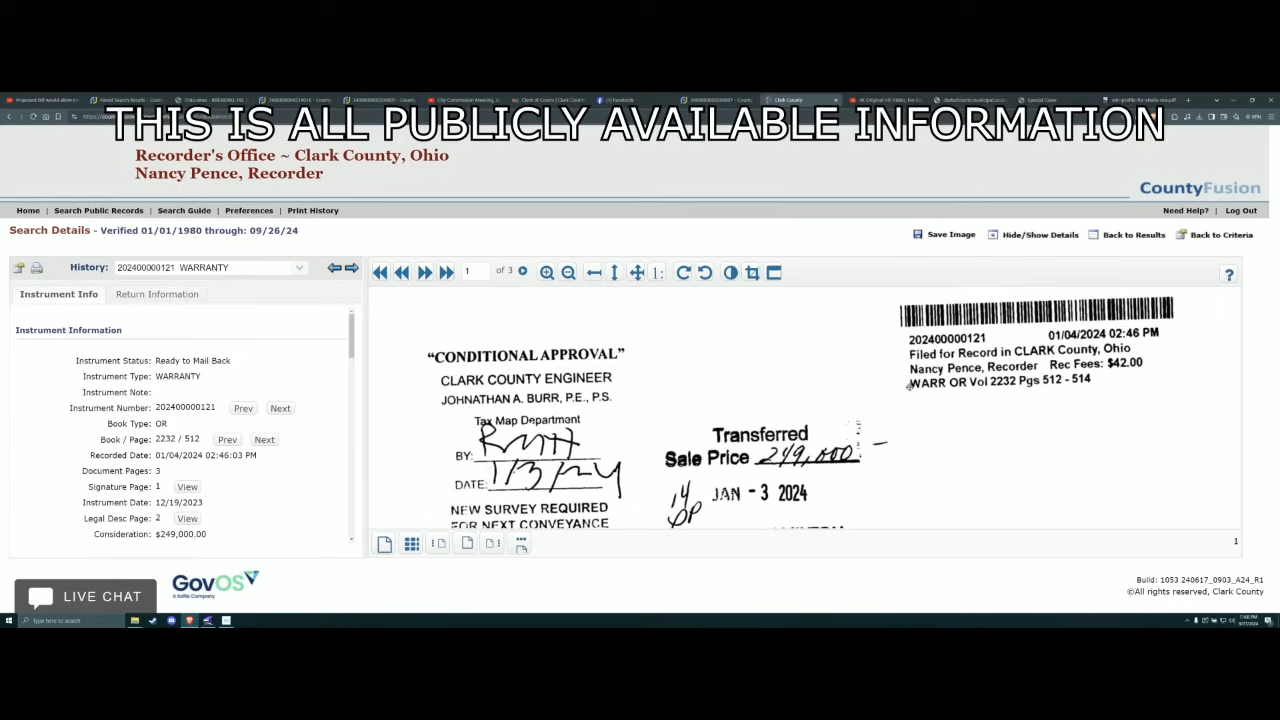 THIS IS ALL PUBLICLY AVAILABLE INFORMATION
Recorder's Office ~ Clark County, Ohio
Nancy Pence, Recorder
CountyFusion
Home | Search Public Records | Search Guide | Preferences | Print History
Need Help? | Log Out
Search Details - Verified 01/01/1980 through: 09/26/24
Save Image Hide/Show Details Back to Results Back to Criteria
History: 202400000121 WARRANTY
1 of 3
?
Instrument Info Return Information
Instrument Information
Instrument Status: Ready to Mail Back
Instrument Type: WARRANTY
Instrument Note:
Instrument Number: 202400000121 Prev Next
Book Type: OR
Book / Page: 2232 / 512 Prev Next
Recorded Date: 01/04/2024 02:46:03 PM
Document Pages: 3
Signature Page: 1 View
Instrument Date: 12/19/2023
Legal Desc Page: 2 View
Consideration: $249,000.00
"CONDITIONAL APPROVAL"
CLARK COUNTY ENGINEER
JOHNATHAN A. BURR, P.E., P.S.
Tax Map Department
BY:
DATE: 1/3/24
NEW SURVEY REQUIRED
FOR NEXT CONVEYANCE
Transferred
Sale Price 249,000
14 JAN - 3 2024
202400000121 01/04/2024 02:46 PM
Filed for Record in CLARK County, Ohio
Nancy Pence, Recorder Rec Fees: $42.00
WARR OR Vol 2232 Pgs 512 - 514
1
LIVE CHAT
GovOS
A Kofile Company
Build: 1053 240617_0903_A24_R1
©All rights reserved, Clark County
Type here to search